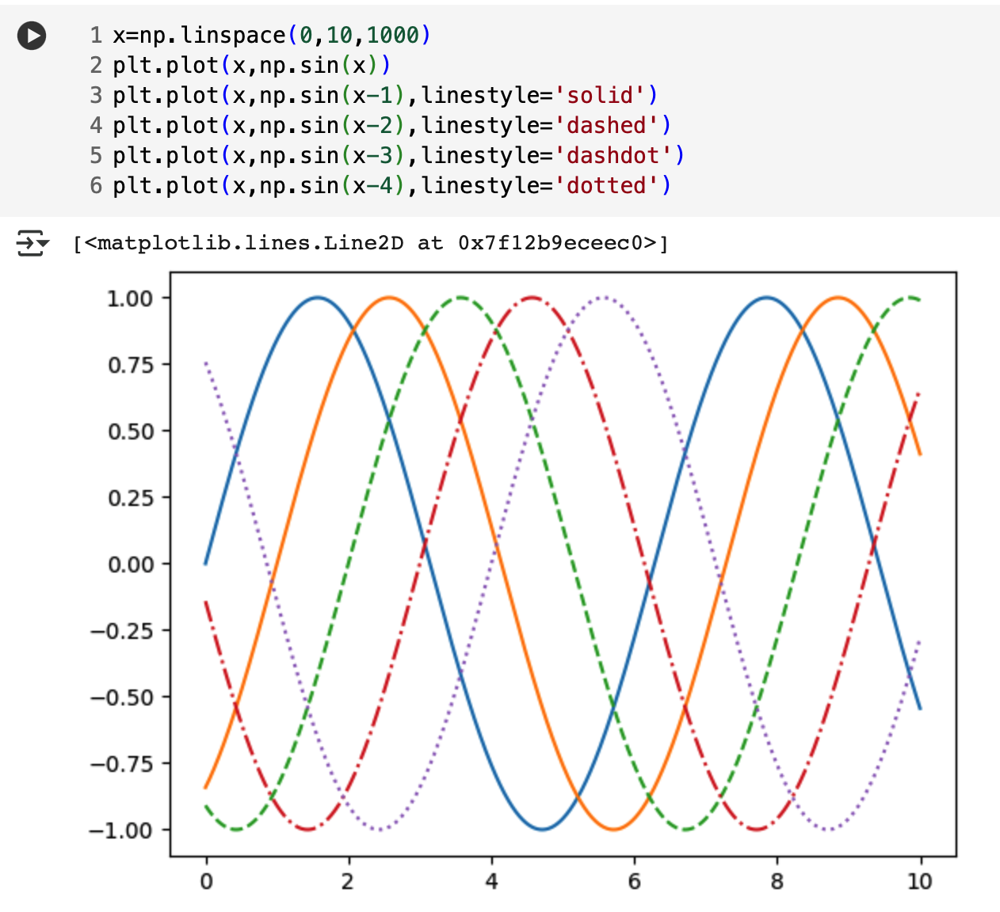 1 x=np.linspace(0,10,1000)
2 plt.plot(x,np.sin(x))
3 plt.plot(x,np.sin(x-1),linestyle='solid')
4 plt.plot(x,np.sin(x-2),linestyle='dashed')
5 plt.plot(x,np.sin(x-3),linestyle='dashdot')
6 plt.plot(x,np.sin(x-4),linestyle='dotted')
[<matplotlib.lines.Line2D at 0x7f12b9eceec0>]
1.00
0.75
0.50
0.25
0.00
−0.25
−0.50
−0.75
−1.00
0 2 4 6 8 10